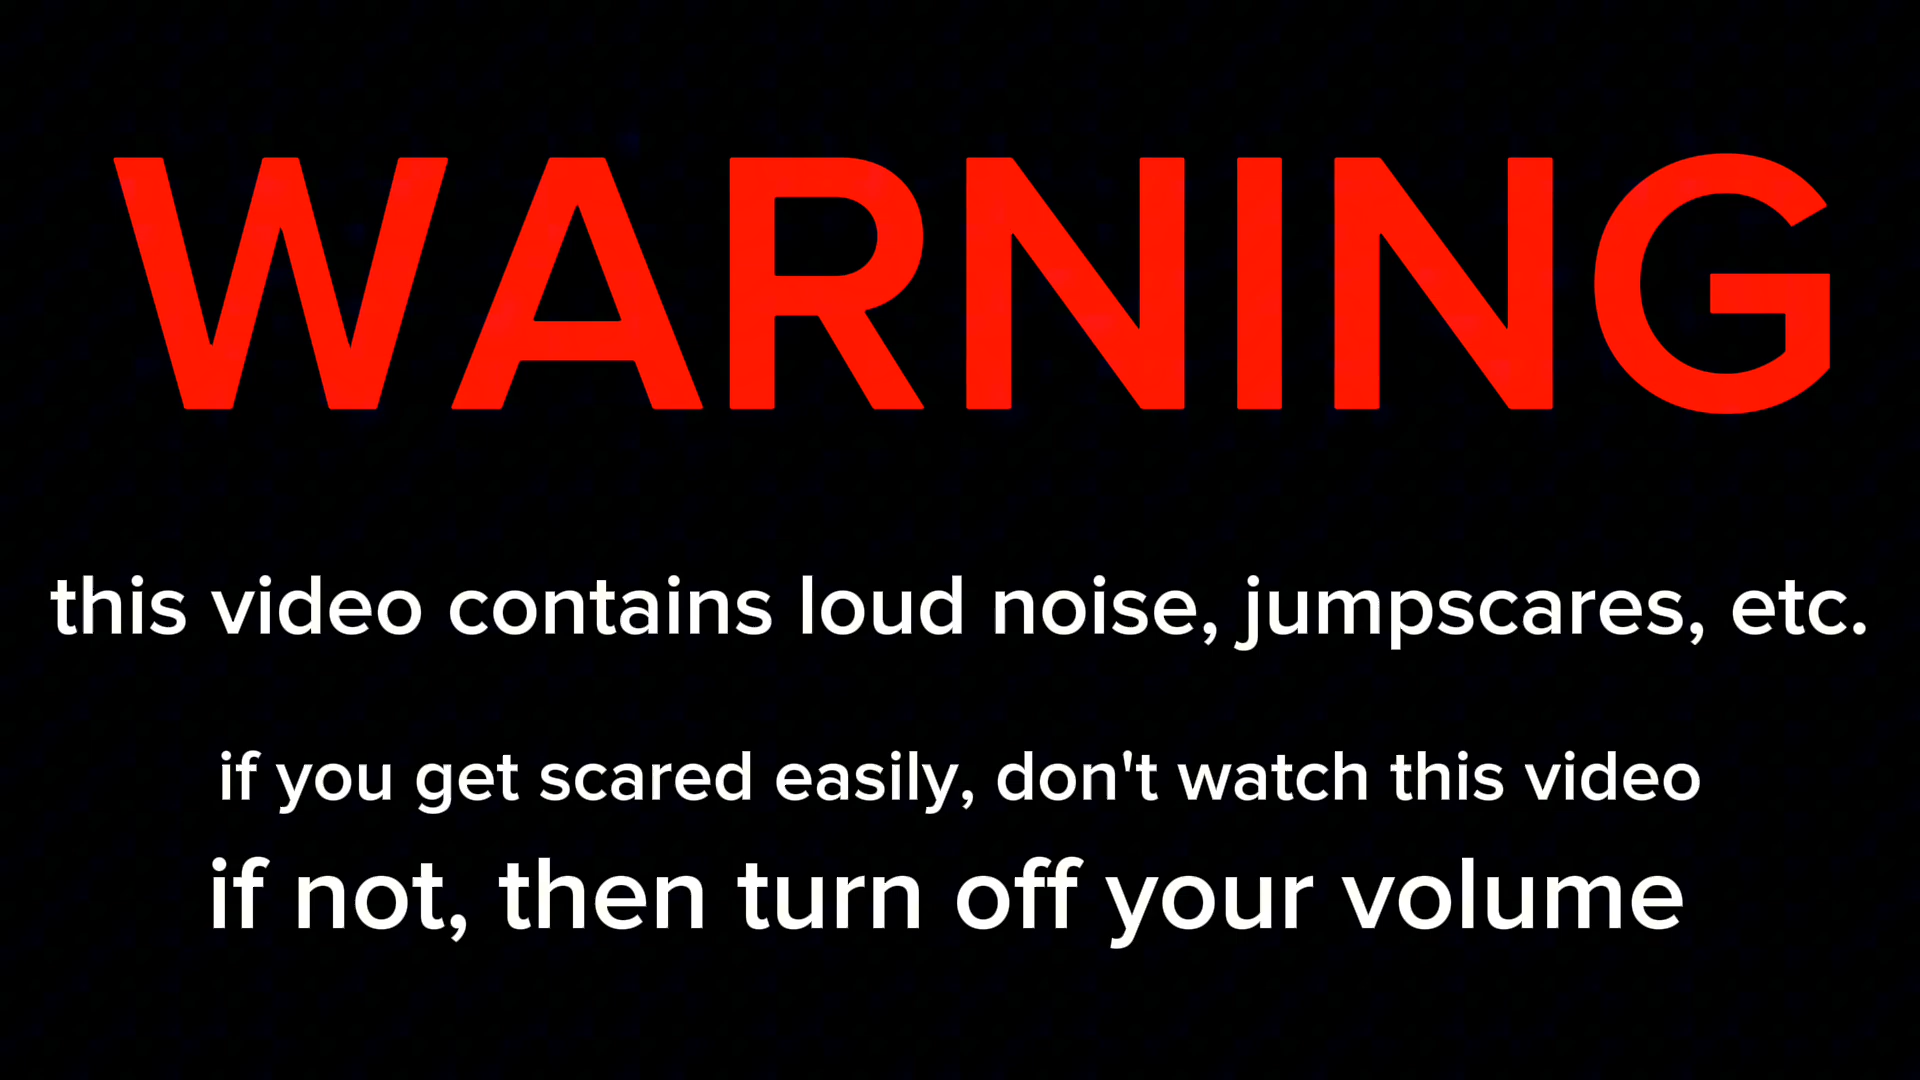 WARNING
this video contains loud noise, jumpscares, etc.
if you get scared easily, don't watch this video
if not, then turn off your volume